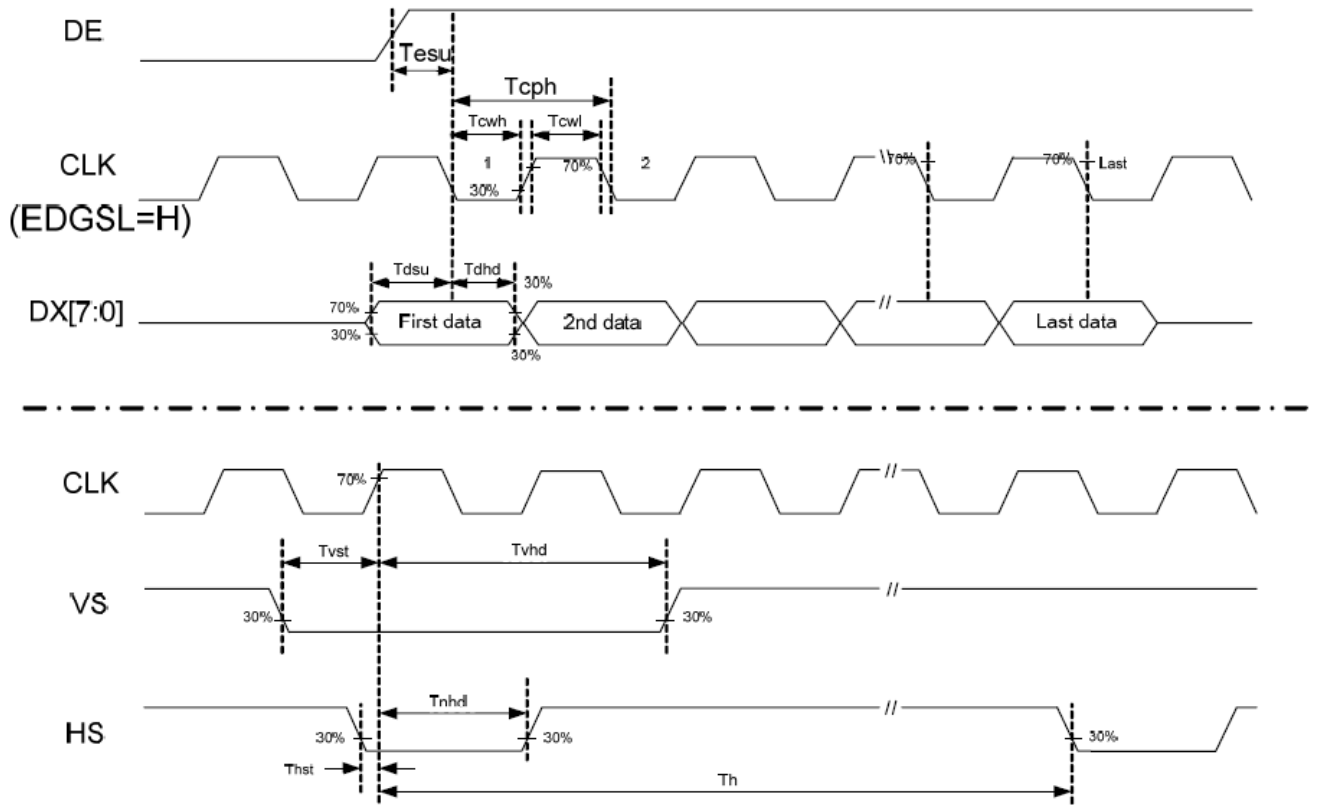 DE
Tesu
Tcph
Tcwh
Tcwl
CLK
1
70%
2
70%
70%
Last
30%
(EDGSL=H)
Tdsu
Tdhd
30%
DX[7:0]
70%
First data
2nd data
//
Last data
30%
30%
CLK
70%
//
Tvst
Tvhd
VS
30%
30%
//
HS
30%
30%
//
30%
Thst
Th